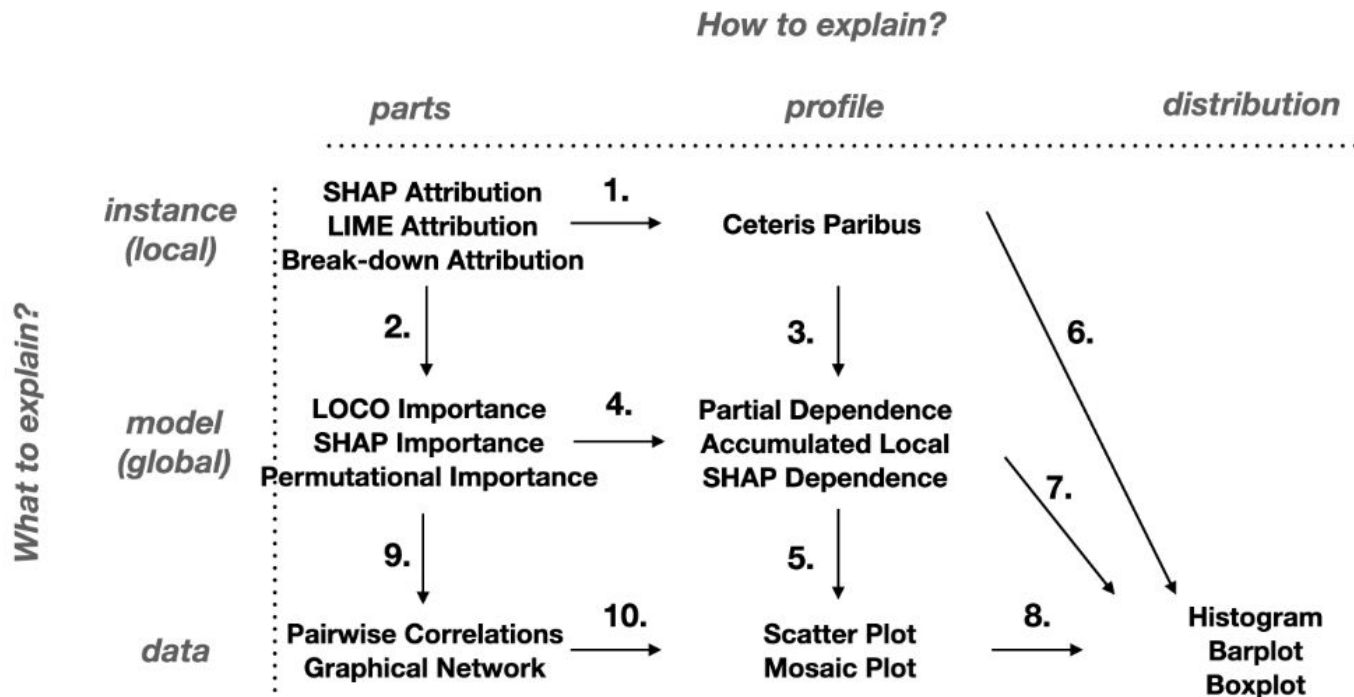 How to explain?
parts
profile
distribution
What to explain?
instance
(local)
SHAP Attribution
LIME Attribution
Break-down Attribution
1.
Ceteris Paribus
2.
3.
6.
model
(global)
LOCO Importance
SHAP Importance
Permutational Importance
4.
Partial Dependence
Accumulated Local
SHAP Dependence
7.
9.
5.
data
Pairwise Correlations
Graphical Network
10.
Scatter Plot
Mosaic Plot
8.
Histogram
Barplot
Boxplot